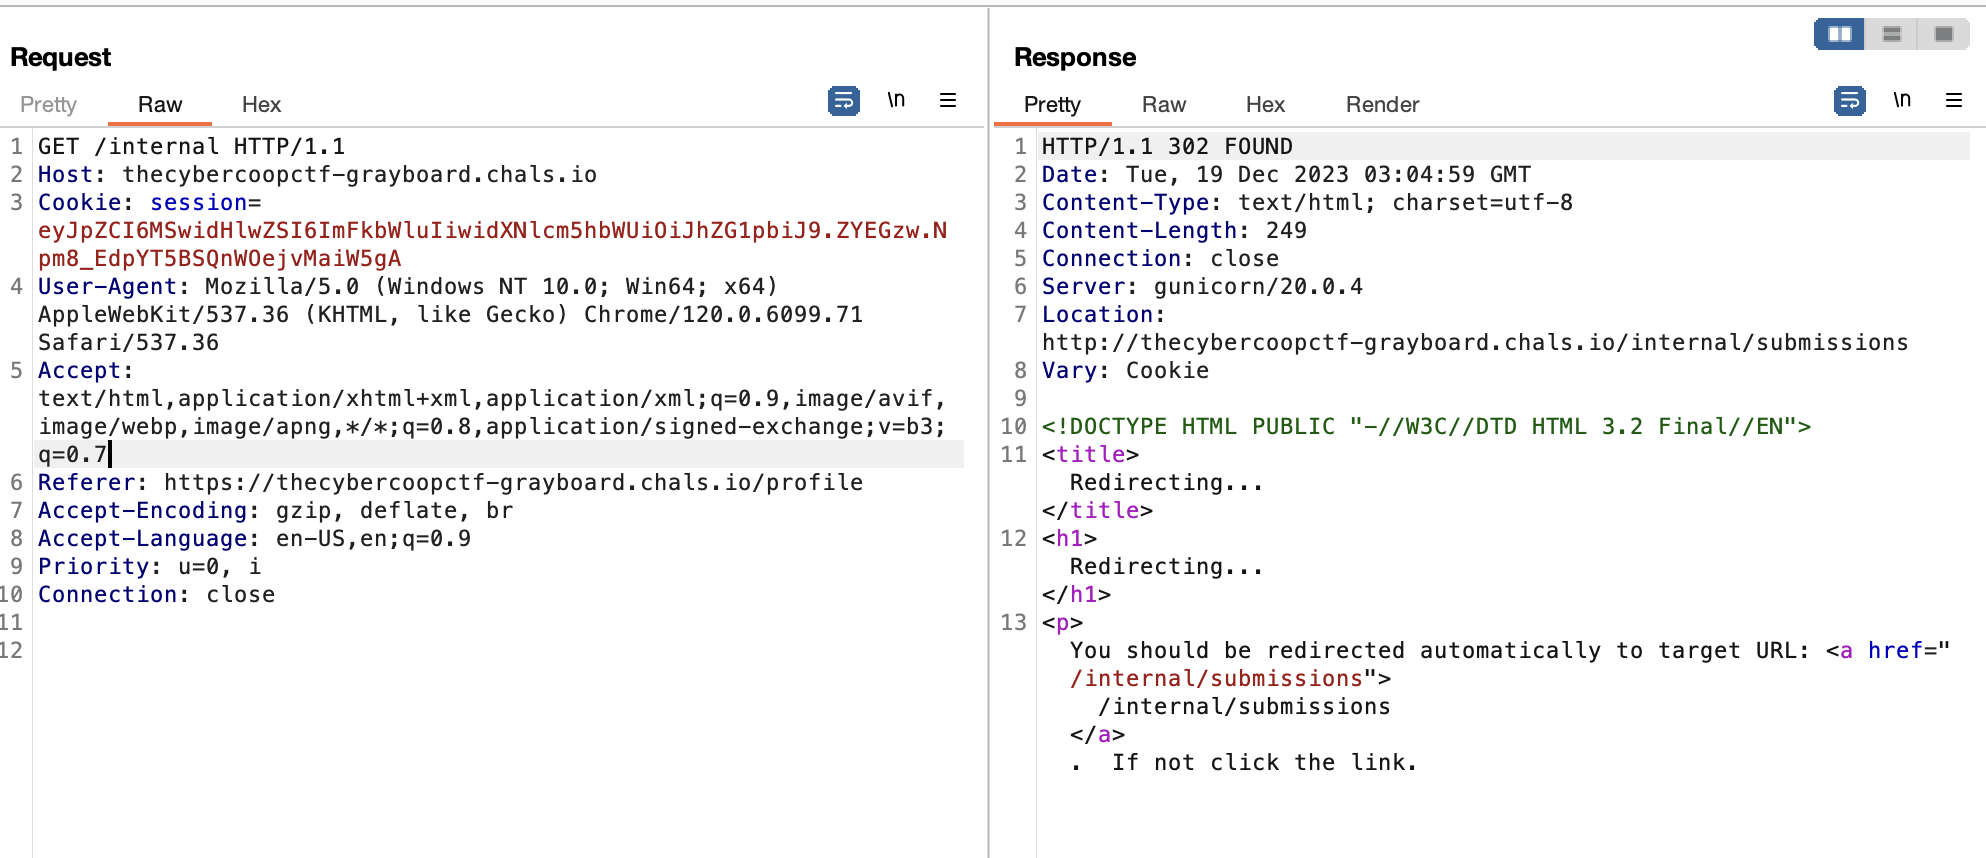 Request
Pretty Raw Hex \n
1 GET /internal HTTP/1.1
2 Host: thecybercoopctf-grayboard.chals.io
3 Cookie: session=
eyJpZCI6MSwidHlwZSI6ImFkbWluIiwidXNlcm5hbWUiOiJhZG1pbiJ9.ZYEGzw.N
pm8_EdpYT5BSQnWOejvMaiW5gA
4 User-Agent: Mozilla/5.0 (Windows NT 10.0; Win64; x64)
AppleWebKit/537.36 (KHTML, like Gecko) Chrome/120.0.6099.71
Safari/537.36
5 Accept:
text/html,application/xhtml+xml,application/xml;q=0.9,image/avif,
image/webp,image/apng,*/*;q=0.8,application/signed-exchange;v=b3;
q=0.7
6 Referer: https://thecybercoopctf-grayboard.chals.io/profile
7 Accept-Encoding: gzip, deflate, br
8 Accept-Language: en-US,en;q=0.9
9 Priority: u=0, i
10 Connection: close
11
12
Response
Pretty Raw Hex Render \n
1 HTTP/1.1 302 FOUND
2 Date: Tue, 19 Dec 2023 03:04:59 GMT
3 Content-Type: text/html; charset=utf-8
4 Content-Length: 249
5 Connection: close
6 Server: gunicorn/20.0.4
7 Location:
http://thecybercoopctf-grayboard.chals.io/internal/submissions
8 Vary: Cookie
9
10 <!DOCTYPE HTML PUBLIC "-//W3C//DTD HTML 3.2 Final//EN">
11 <title>
Redirecting...
</title>
12 <h1>
Redirecting...
</h1>
13 <p>
You should be redirected automatically to target URL: <a href="
/internal/submissions">
/internal/submissions
</a>
.  If not click the link.